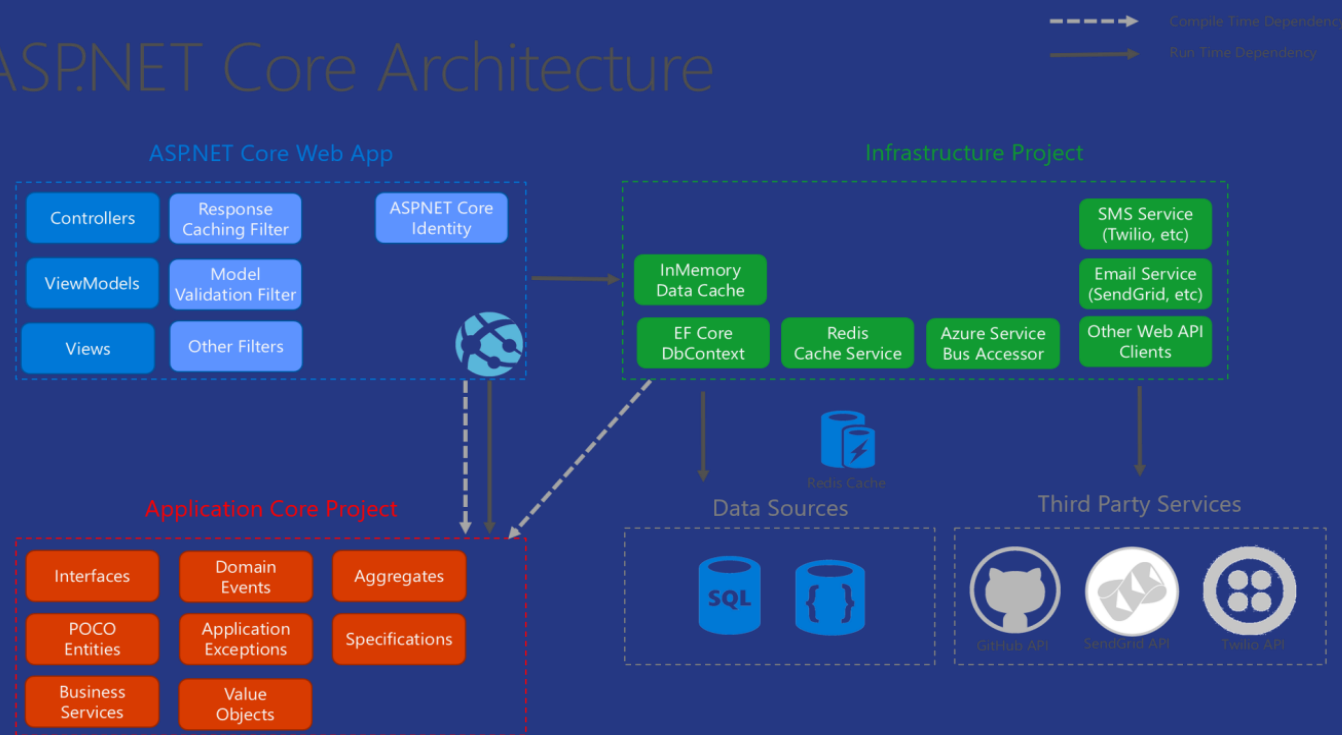 Compile Time Dependency
Run Time Dependency
ASP.NET Core Architecture
ASP.NET Core Web App
Controllers
Response
Caching Filter
ASP.NET Core
Identity
ViewModels
Model
Validation Filter
Views
Other Filters
Infrastructure Project
SMS Service
(Twilio, etc)
InMemory
Data Cache
Email Service
(SendGrid, etc)
EF Core
DbContext
Redis
Cache Service
Azure Service
Bus Accessor
Other Web API
Clients
Redis Cache
Application Core Project
Interfaces
Domain
Events
Aggregates
POCO
Entities
Application
Exceptions
Specifications
Business
Services
Value
Objects
Data Sources
SQL
{ }
Third Party Services
GitHub API
SendGrid API
Twilio API